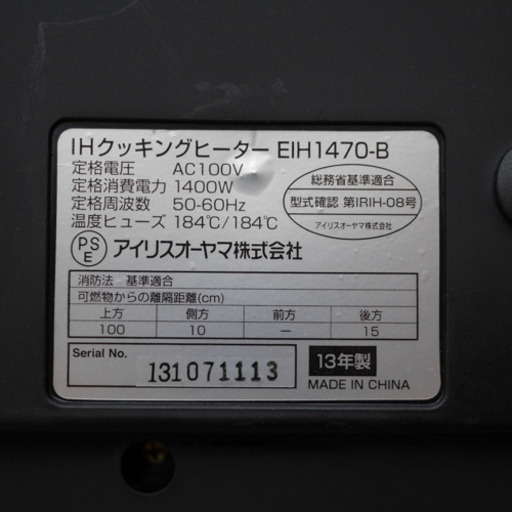 IHクッキングヒーター EIH1470-B
定格電圧 AC100V
定格消費電力 1400W
定格周波数 50-60Hz
温度ヒューズ 184℃/184℃
総務省基準適合
型式確認 第IRIH-08号
アイリスオーヤマ株式会社
PS
E
アイリスオーヤマ株式会社
消防法 基準適合
可燃物からの離隔距離(cm)
上方 側方 前方 後方
100 10 ― 15
Serial No.
131071113
13年製
MADE IN CHINA